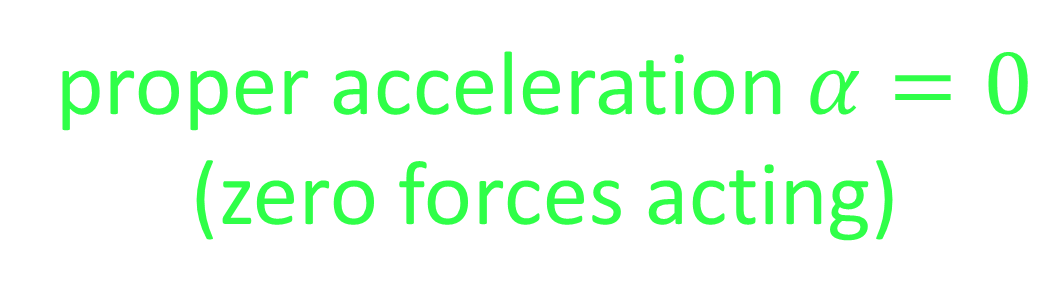 proper acceleration α = 0
(zero forces acting)